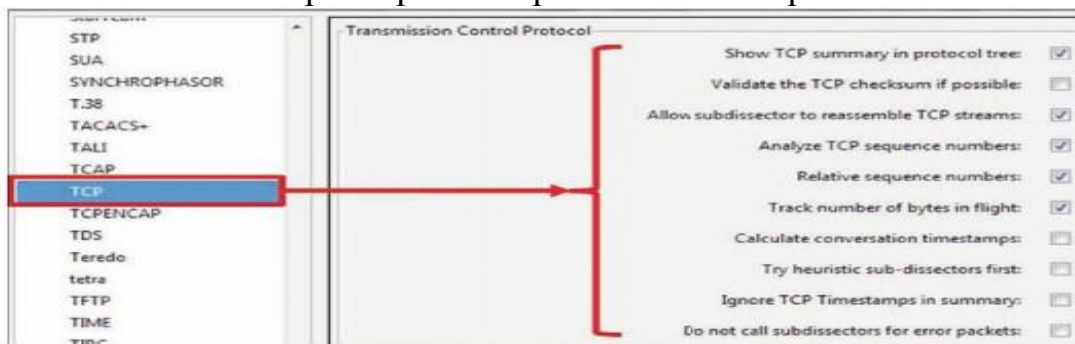 STP
SUA
SYNCHROPHASOR
T.38
TACACS+
TALI
TCAP
TCP
TCPENCAP
TDS
Teredo
tetra
TFTP
TIME
Transmission Control Protocol
Show TCP summary in protocol tree:
Validate the TCP checksum if possible:
Allow subdissector to reassemble TCP streams:
Analyze TCP sequence numbers:
Relative sequence numbers:
Track number of bytes in flight:
Calculate conversation timestamps:
Try heuristic sub-dissectors first:
Ignore TCP Timestamps in summary:
Do not call subdissectors for error packets: